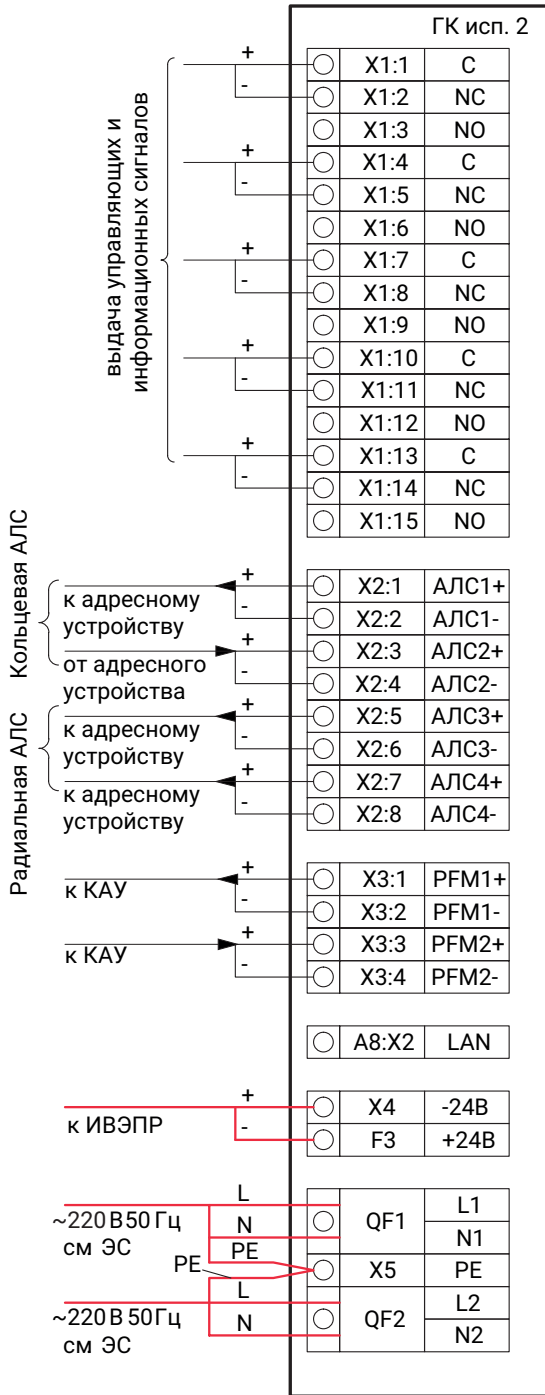 ГК исп. 2
выдача управляющих и
информационных сигналов
+ X1:1 C
- X1:2 NC
X1:3 NO
+ X1:4 C
- X1:5 NC
X1:6 NO
+ X1:7 C
- X1:8 NC
X1:9 NO
+ X1:10 C
- X1:11 NC
X1:12 NO
+ X1:13 C
- X1:14 NC
X1:15 NO
Кольцевая АЛС
к адресному
устройству
от адресного
устройства
+ X2:1 АЛС1+
- X2:2 АЛС1-
+ X2:3 АЛС2+
- X2:4 АЛС2-
Радиальная АЛС
к адресному
устройству
к адресному
устройству
+ X2:5 АЛС3+
- X2:6 АЛС3-
+ X2:7 АЛС4+
- X2:8 АЛС4-
к КАУ
+ X3:1 PFM1+
- X3:2 PFM1-
к КАУ
+ X3:3 PFM2+
- X3:4 PFM2-
A8:X2 LAN
к ИВЭПР
+ X4 -24В
- F3 +24В
~220 В 50 Гц
см ЭС
L QF1 L1
N N1
PE X5 PE
PE
~220 В 50 Гц
см ЭС
L QF2 L2
N N2